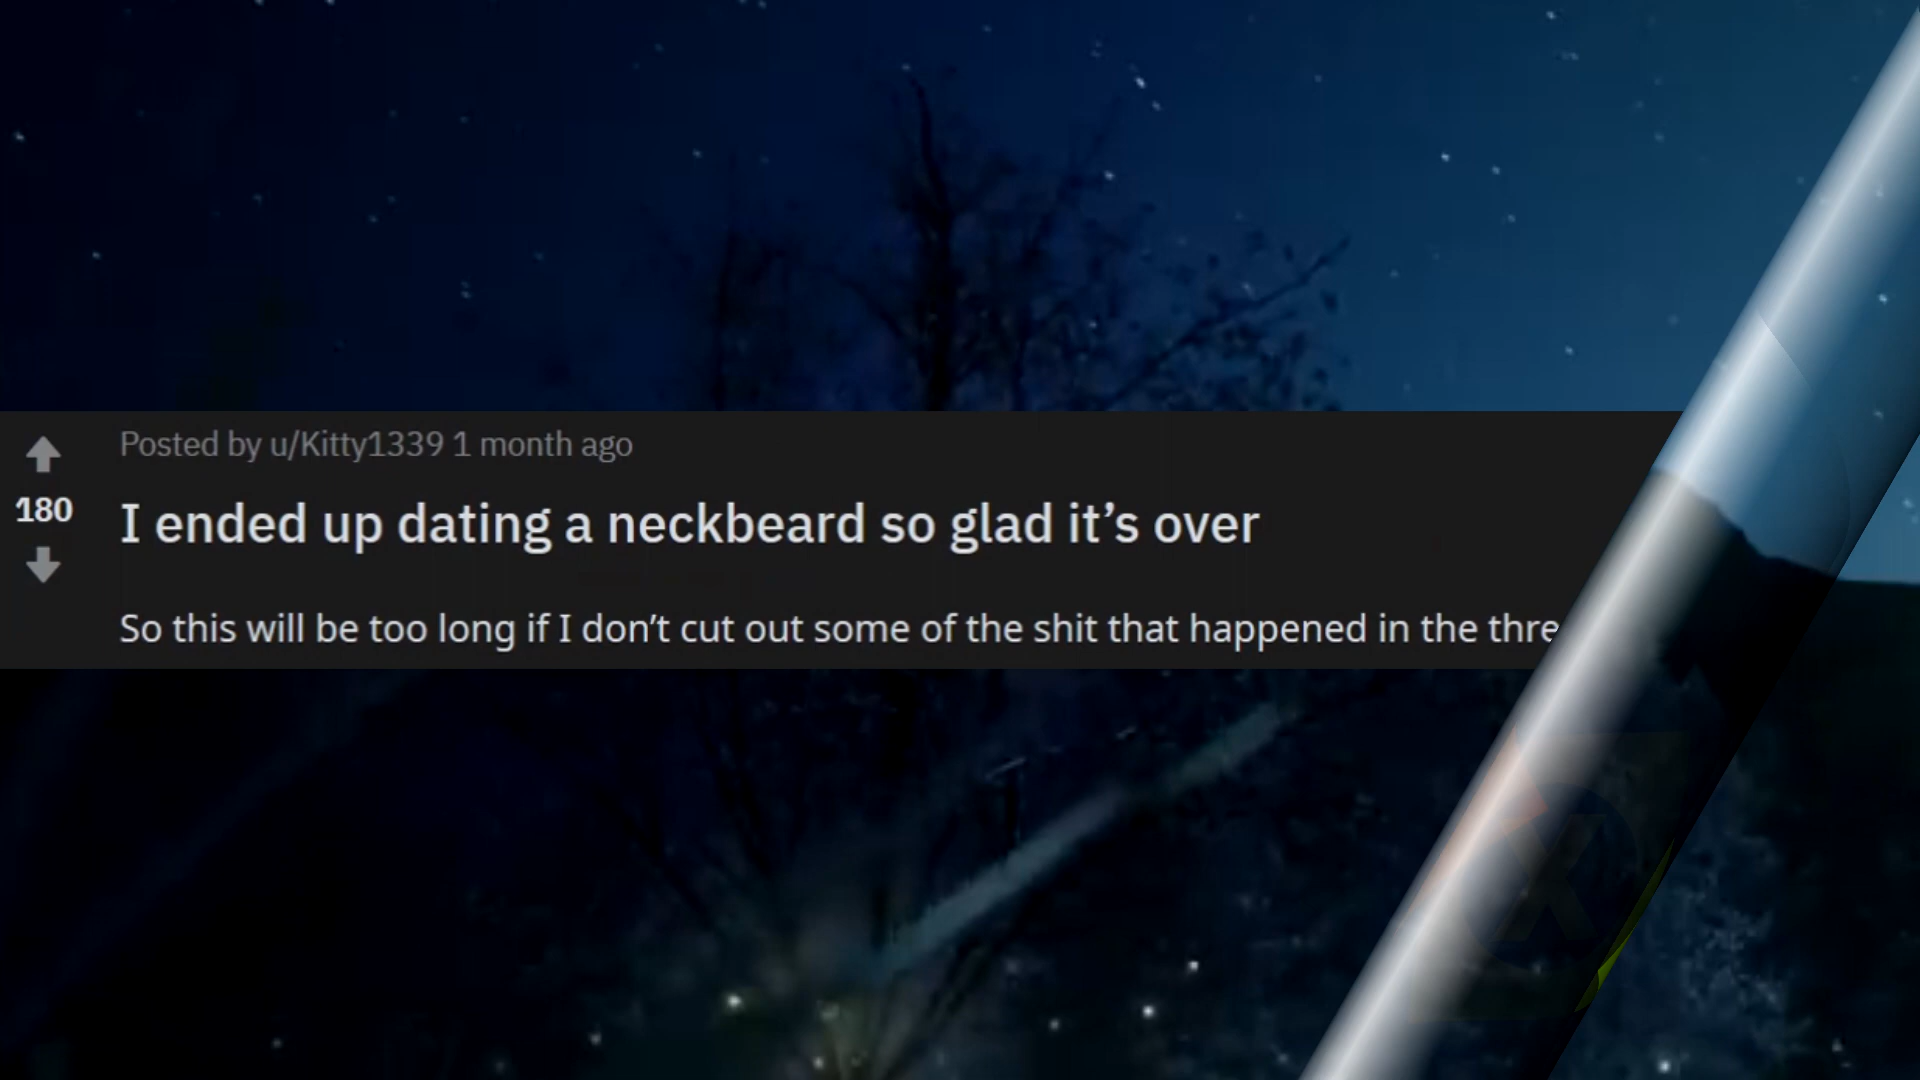 Posted by u/Kitty1339 1 month ago
180
I ended up dating a neckbeard so glad it’s over
So this will be too long if I don’t cut out some of the shit that happened in the